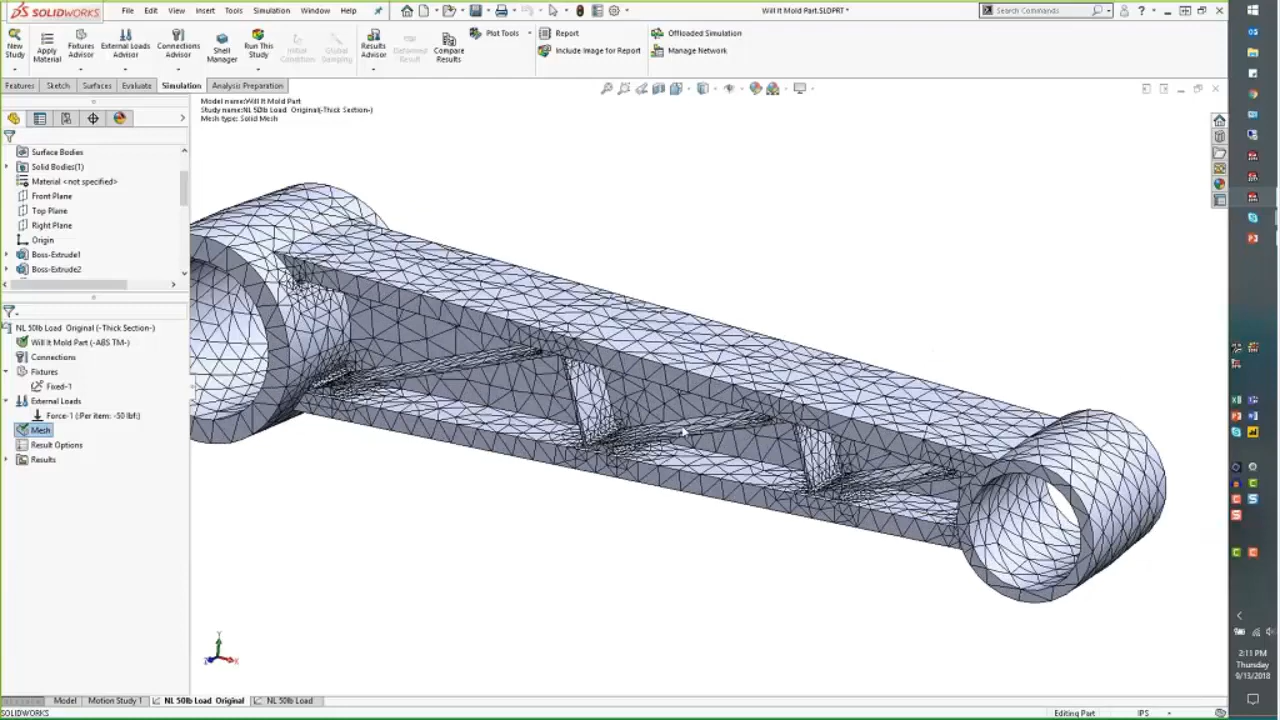 SOLIDWORKS
File Edit View Insert Tools Simulation Window Help
Will It Mold Part.SLDPRT *
Search Commands
New Study
Apply Material
Fixtures Advisor
External Loads Advisor
Connections Advisor
Shell Manager
Run This Study
Initial Condition
Global Damping
Results Advisor
Deformed Result
Compare Results
Plot Tools
Report
Include Image for Report
Offloaded Simulation
Manage Network
Features Sketch Surfaces Evaluate Simulation Analysis Preparation
Model name:Will It Mold Part
Study name:NL 50lb Load Original(-Thick Section-)
Mesh type: Solid Mesh
Surface Bodies
Solid Bodies(1)
Material <not specified>
Front Plane
Top Plane
Right Plane
Origin
Boss-Extrude1
Boss-Extrude2
NL 50lb Load Original (-Thick Section-)
Will It Mold Part (-ABS TM-)
Connections
Fixtures
Fixed-1
External Loads
Force-1 (:Per item: -50 lbf:)
Mesh
Result Options
Results
Y
X
Z
Model Motion Study 1 NL 50lb Load Original NL 50lb Load
SOLIDWORKS
Editing Part IPS
2:11 PM
Thursday
9/13/2018